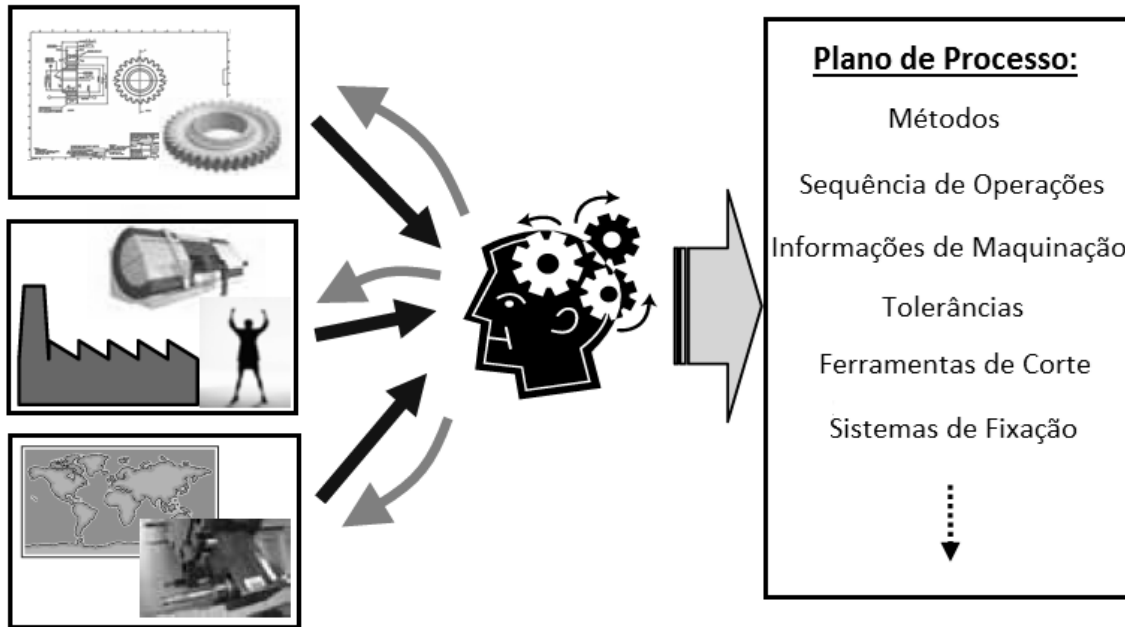 Plano de Processo:
Métodos
Sequência de Operações
Informações de Maquinação
Tolerâncias
Ferramentas de Corte
Sistemas de Fixação